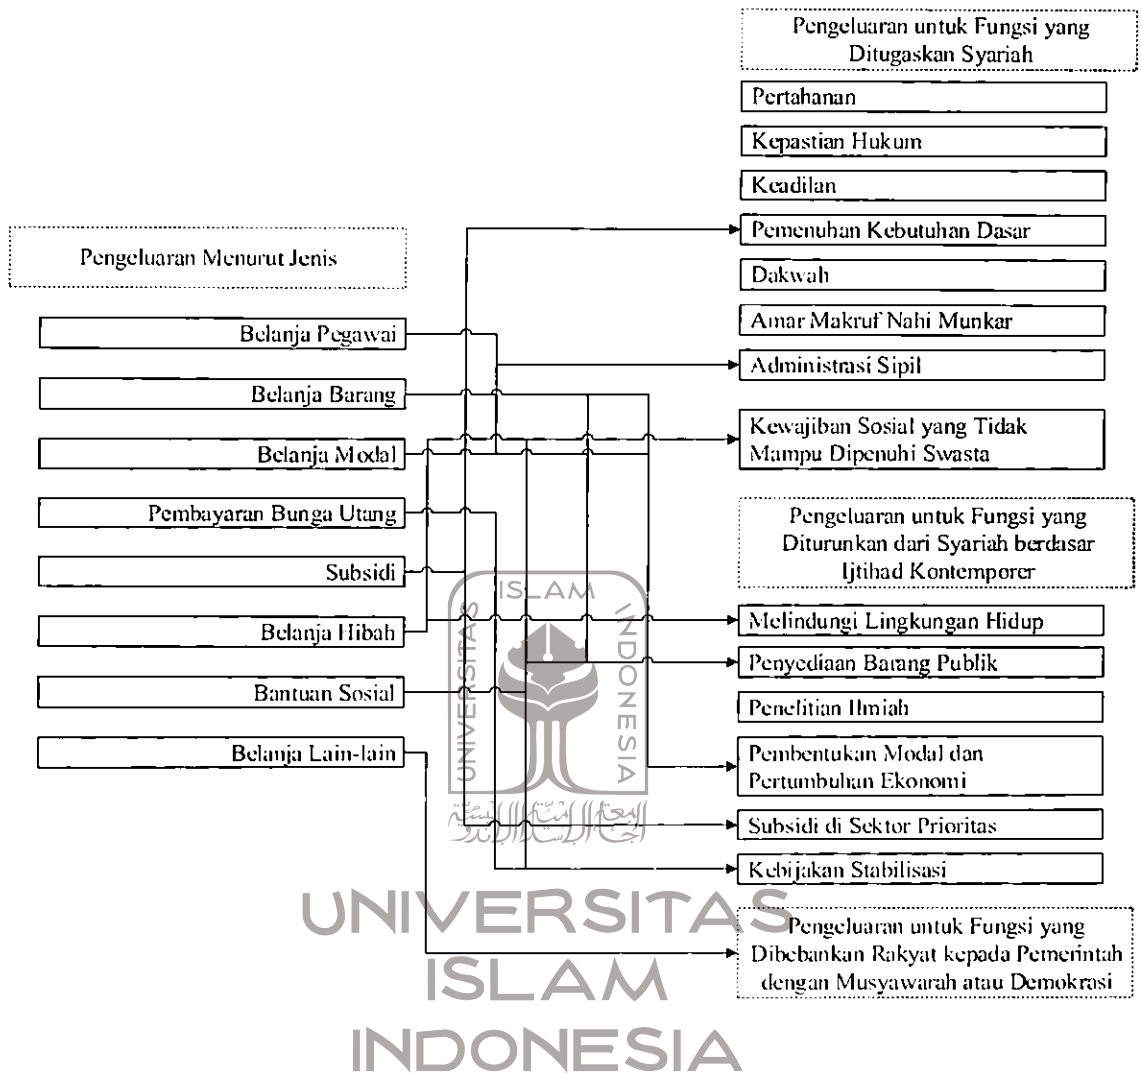 Pengeluaran Menurut Jenis
Belanja Pegawai
Belanja Barang
Belanja Modal
Pembayaran Bunga Utang
Subsidi
Belanja Hibah
Bantuan Sosial
Belanja Lain-lain
Pengeluaran untuk Fungsi yang
Ditugaskan Syariah
Pertahanan
Kepastian Hukum
Keadilan
Pemenuhan Kebutuhan Dasar
Dakwah
Amar Makruf Nahi Munkar
Administrasi Sipil
Kewajiban Sosial yang Tidak
Mampu Dipenuhi Swasta
Pengeluaran untuk Fungsi yang
Diturunkan dari Syariah berdasar
Ijtihad Kontemporer
Melindungi Lingkungan Hidup
Penyediaan Barang Publik
Penelitian Ilmiah
Pembentukan Modal dan
Pertumbuhan Ekonomi
Subsidi di Sektor Prioritas
Kebijakan Stabilisasi
Pengeluaran untuk Fungsi yang
Dibebankan Rakyat kepada Pemerintah
dengan Musyawarah atau Demokrasi
UNIVERSITAS
ISLAM
INDONESIA
UNIVERSITAS
ISLAM
INDONESIA